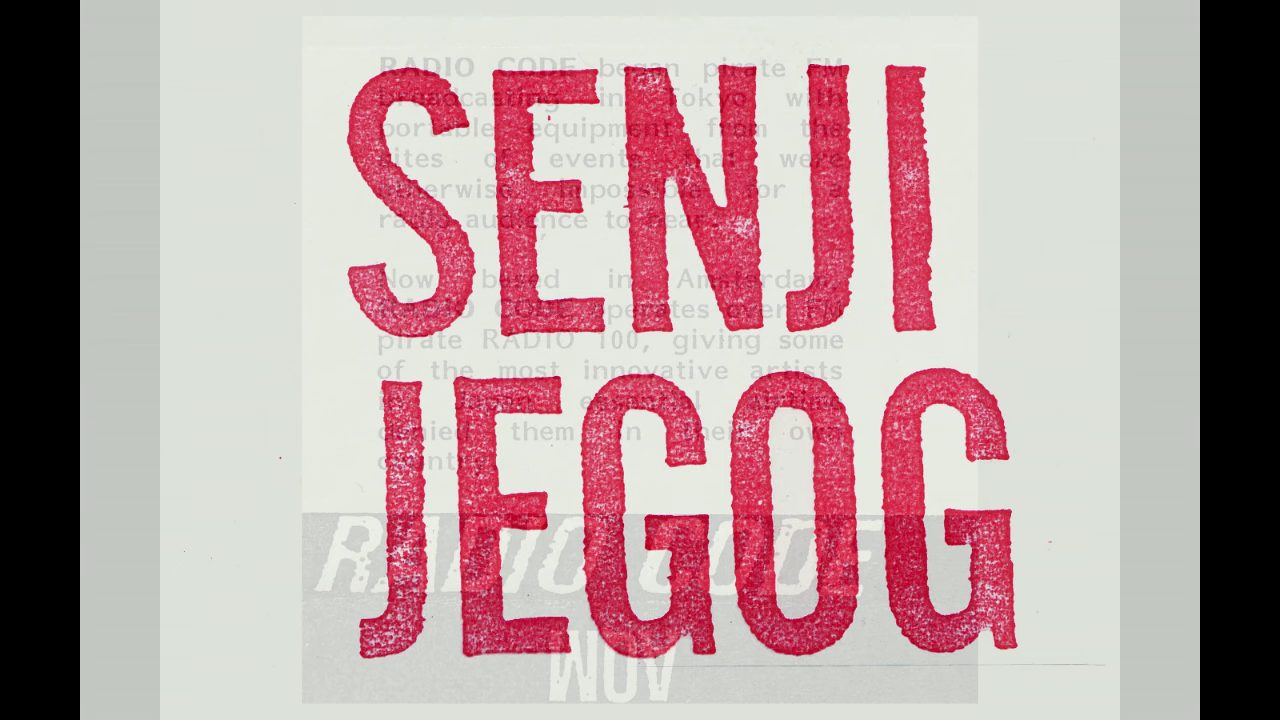 SENJI
JEGOG
RADIO CODE began pirate FM
broadcasting in Tokyo with
portable equipment from the
sites of events that were
otherwise impossible for a
radio audience to hear.
Now based in Amsterdam,
RADIO CODE operates over FM
pirate RADIO 100, giving some
of the most innovative artists
essential airtime
denied them in their own
country
RADIO CODE